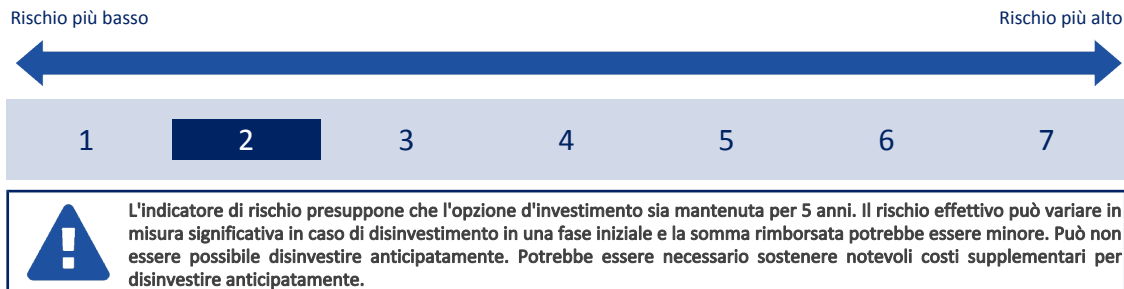 Rischio più basso Rischio più alto
1 2 3 4 5 6 7
L'indicatore di rischio presuppone che l'opzione d'investimento sia mantenuta per 5 anni. Il rischio effettivo può variare in
misura significativa in caso di disinvestimento in una fase iniziale e la somma rimborsata potrebbe essere minore. Può non
essere possibile disinvestire anticipatamente. Potrebbe essere necessario sostenere notevoli costi supplementari per
disinvestire anticipatamente.